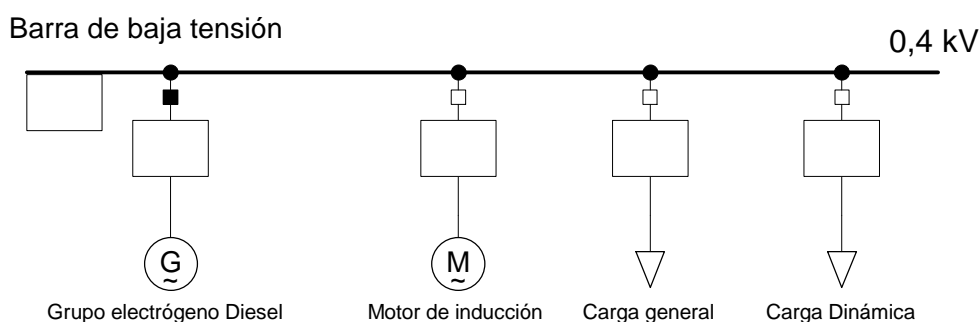 Barra de baja tensión
0,4 kV
G
~
M
~
Grupo electrógeno Diesel
Motor de inducción
Carga general
Carga Dinámica